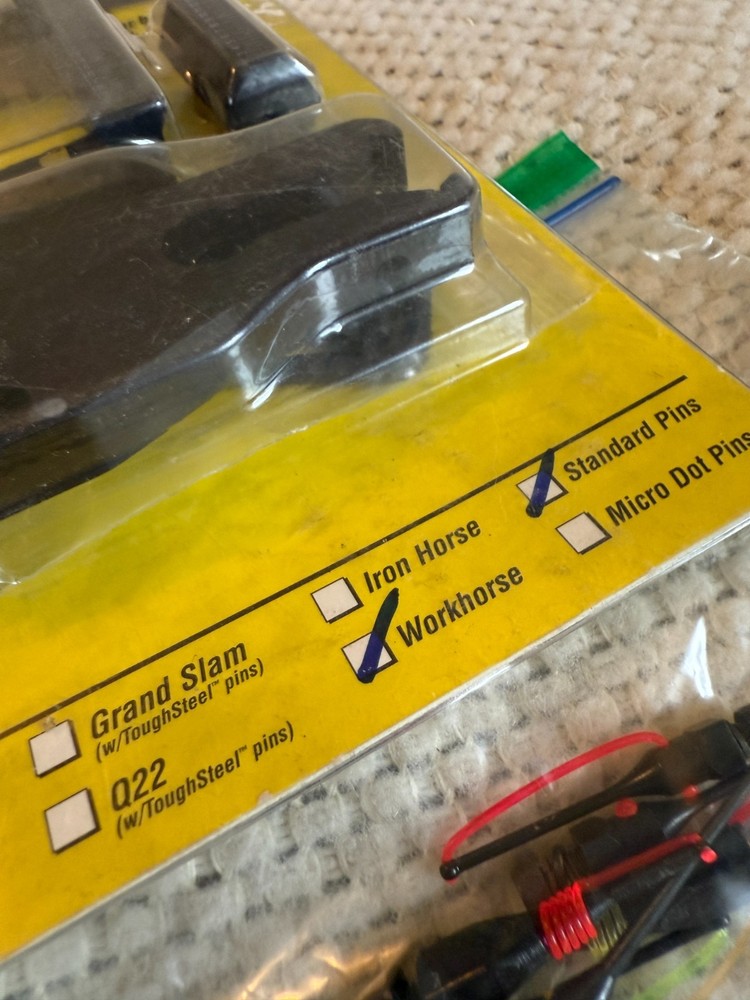 Standard Pins
Micro Dot Pins
Iron Horse
Workhorse
Grand Slam
(w/ToughSteel™ pins)
Q22
(w/ToughSteel™ pins)